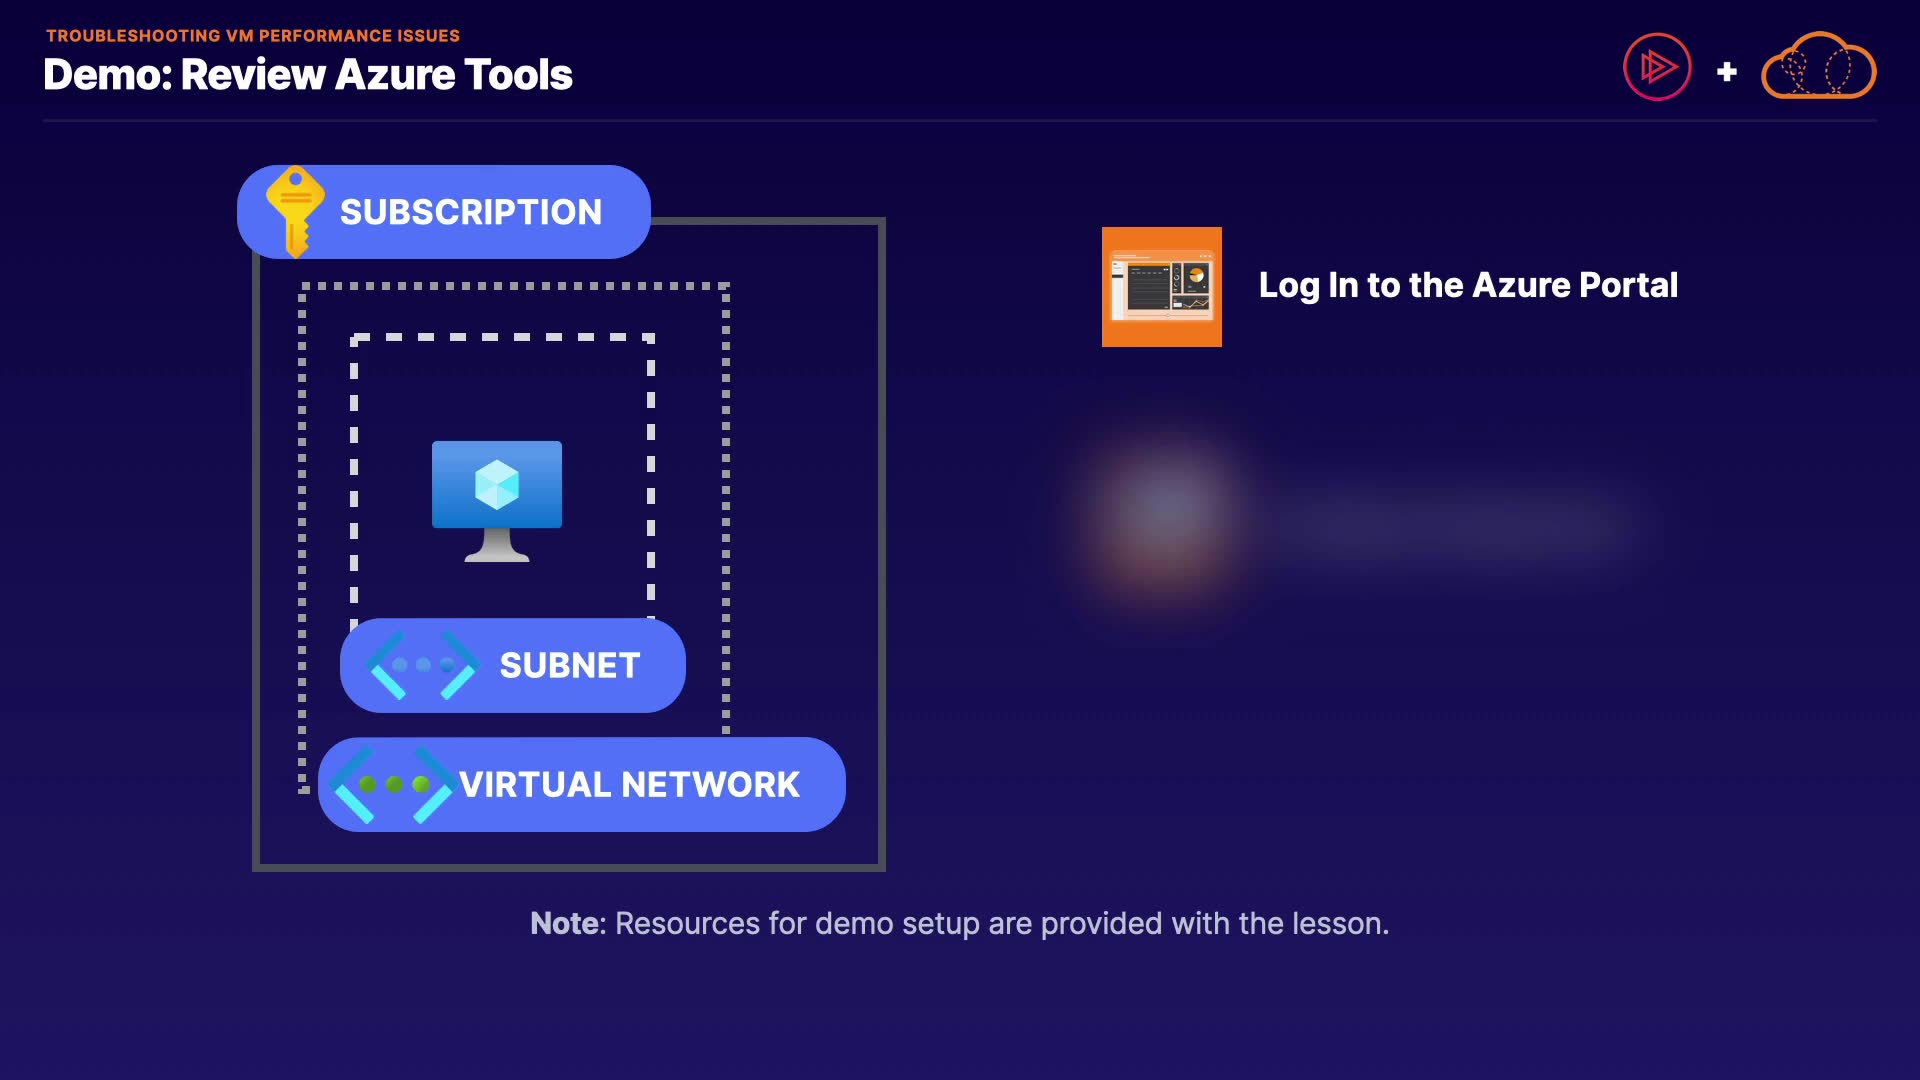 TROUBLESHOOTING VM PERFORMANCE ISSUES
Demo: Review Azure Tools
SUBSCRIPTION
Log In to the Azure Portal
SUBNET
VIRTUAL NETWORK
Note: Resources for demo setup are provided with the lesson.